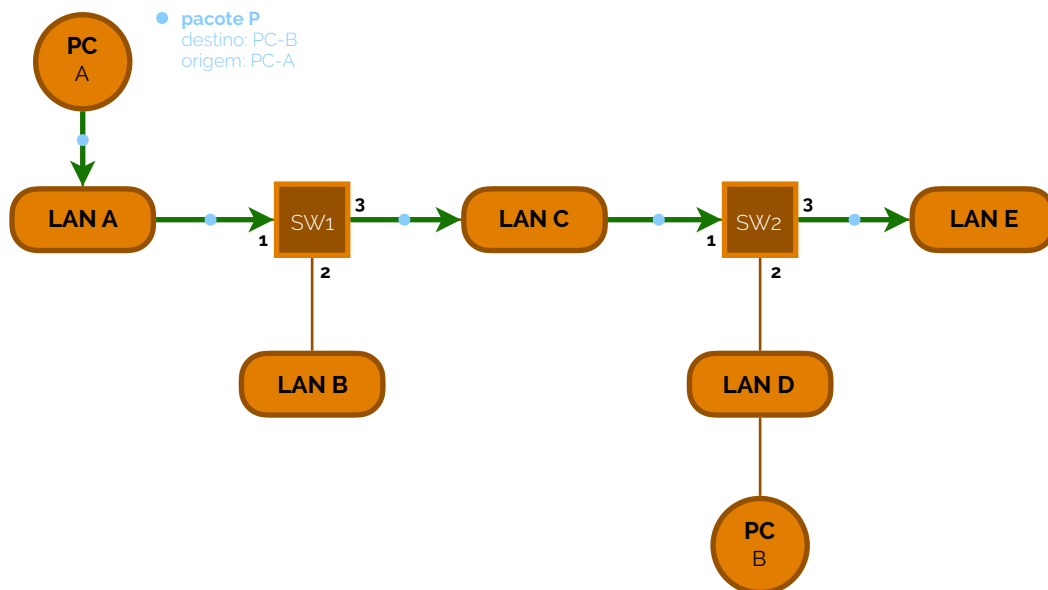 pacote P
destino: PC-B
origem: PC-A
PC
A
LAN A
1
SW1
3
2
LAN C
1
SW2
3
2
LAN E
LAN B
LAN D
PC
B